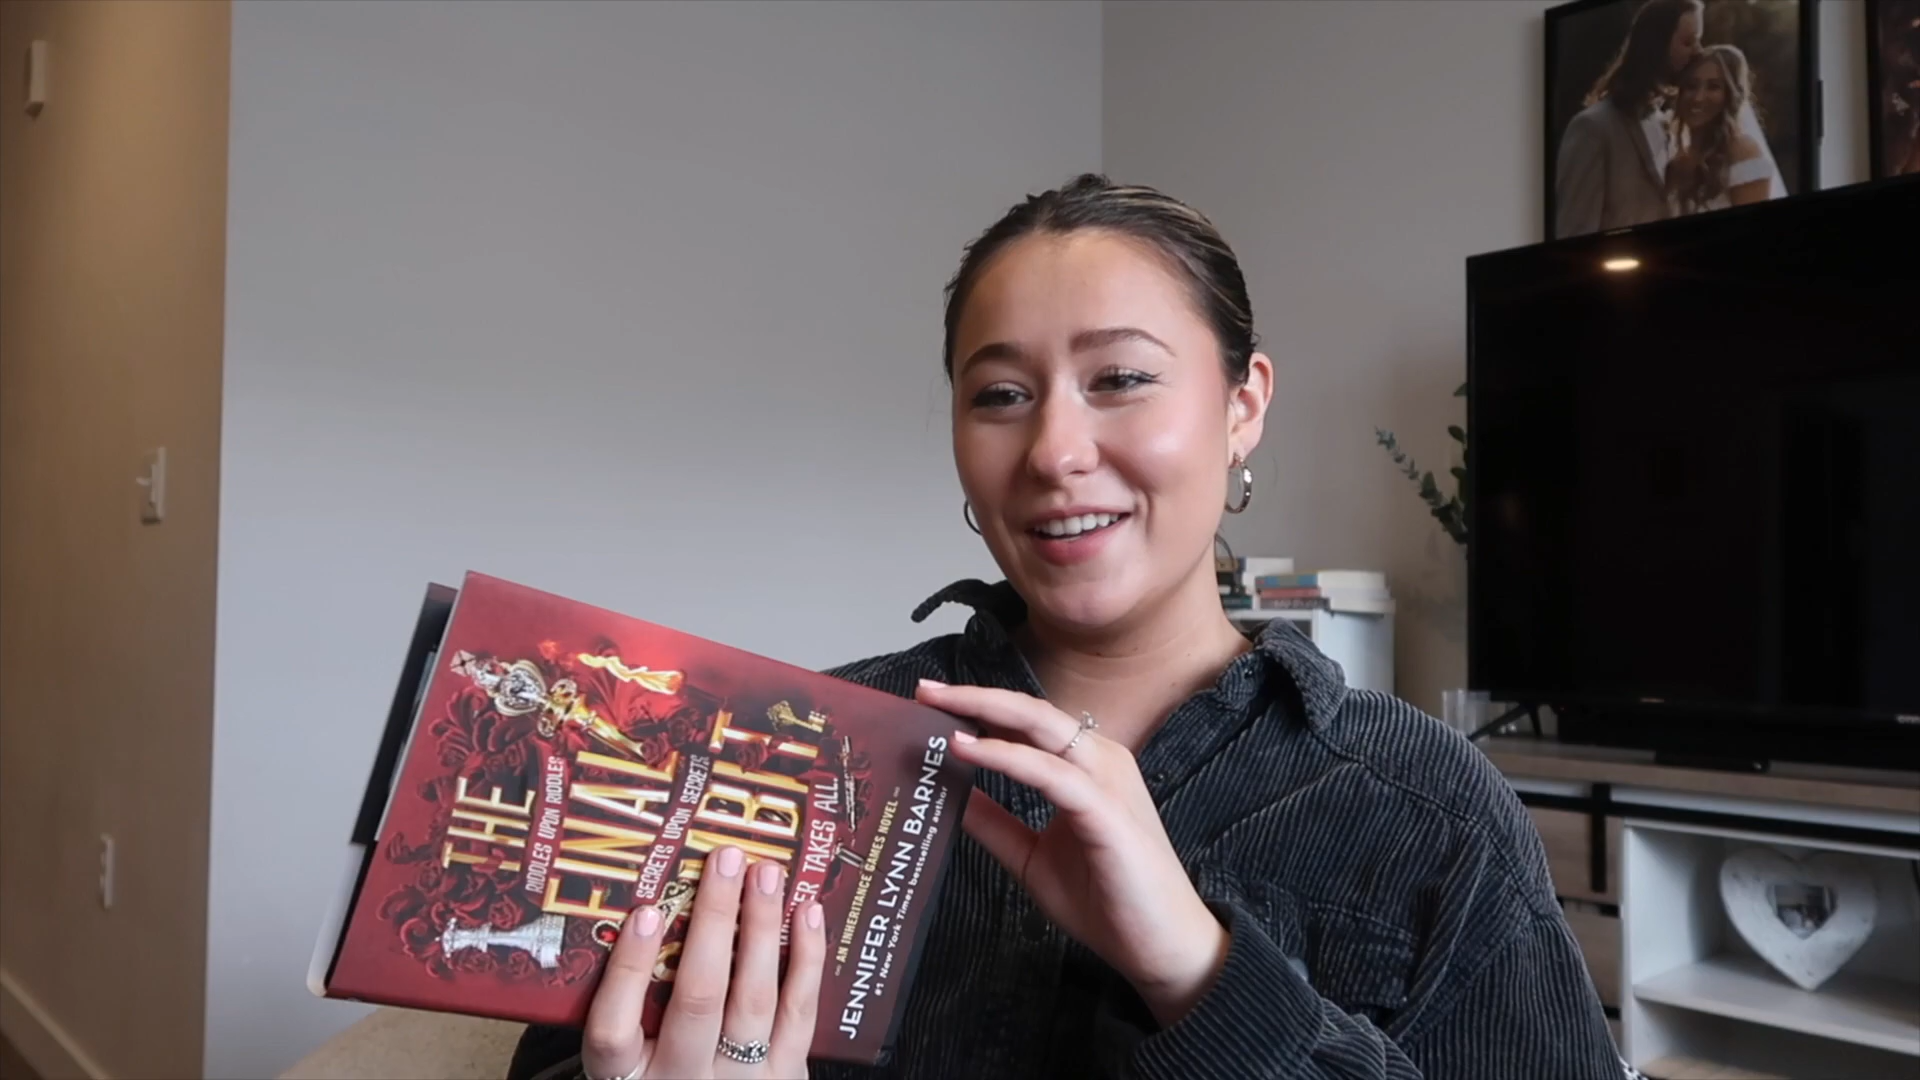 THE
RIDDLES UPON RIDDLES
FINAL
SECRETS UPON SECRETS
TAKES ALL.
AN INHERITANCE GAMES NOVEL
JENNIFER LYNN BARNES
#1 New York Times bestselling author